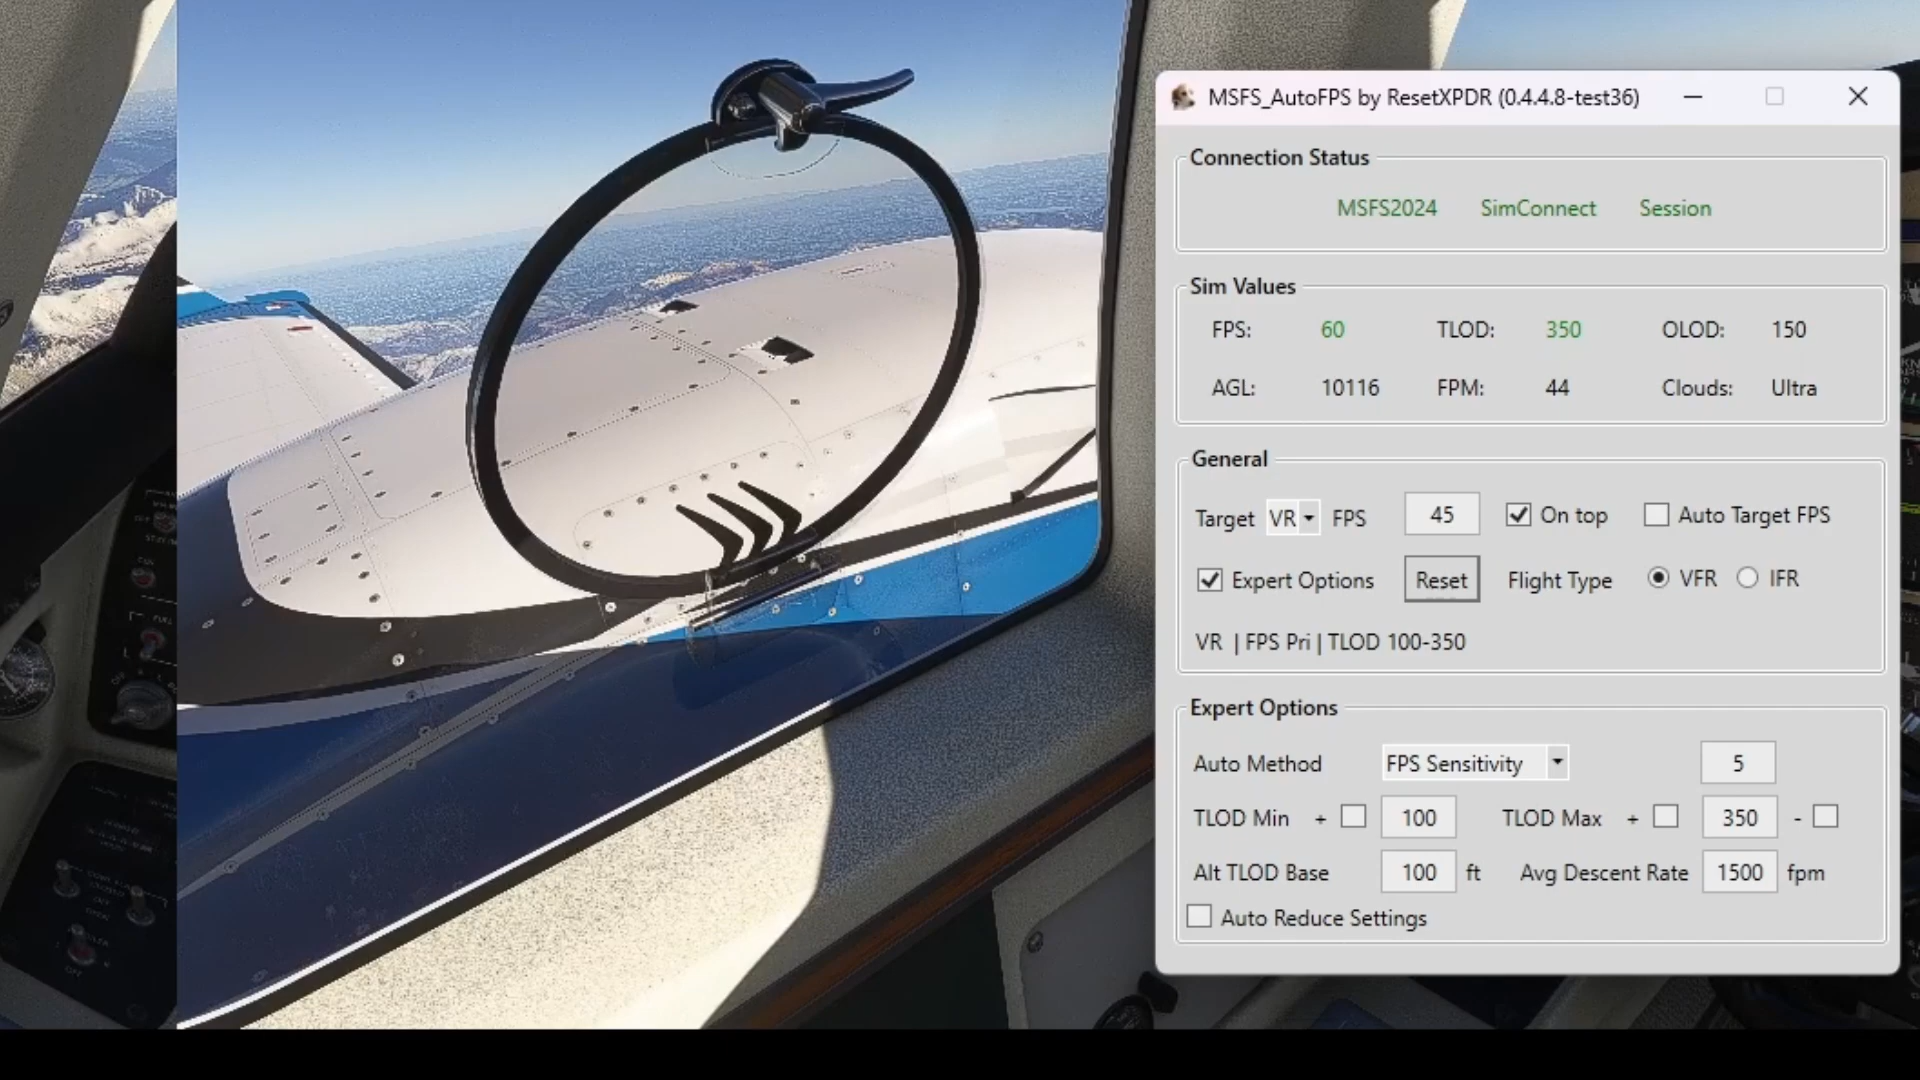 MSFS_AutoFPS by ResetXPDR (0.4.4.8-test36)
Connection Status
MSFS2024 SimConnect Session
Sim Values
FPS: 60 TLOD: 350 OLOD: 150
AGL: 10116 FPM: 44 Clouds: Ultra
General
Target VR FPS 45 On top Auto Target FPS
Expert Options Reset Flight Type VFR IFR
VR | FPS Pri | TLOD 100-350
Expert Options
Auto Method FPS Sensitivity 5
TLOD Min + 100 TLOD Max + 350 -
Alt TLOD Base 100 ft Avg Descent Rate 1500 fpm
Auto Reduce Settings